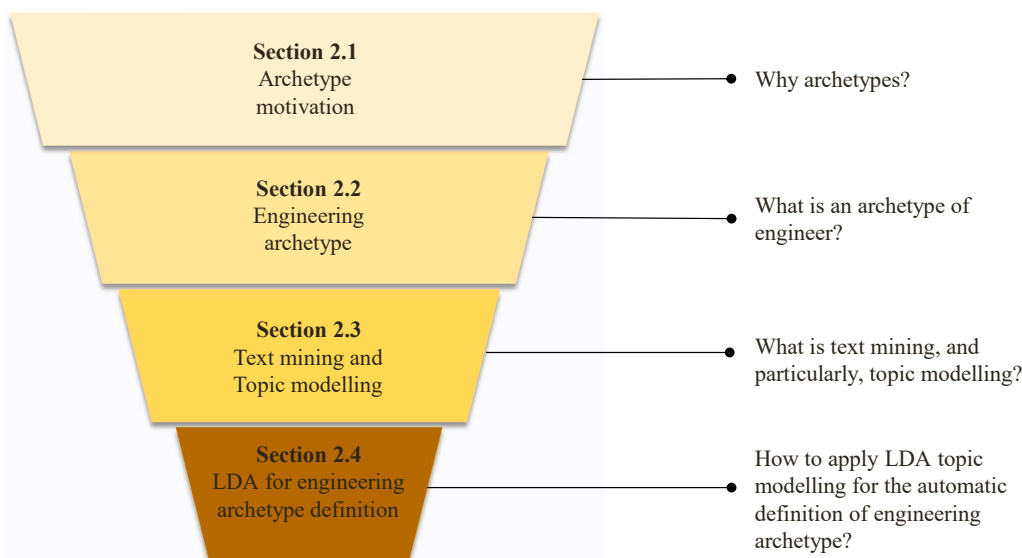 Section 2.1
Archetype
motivation
Why archetypes?
Section 2.2
Engineering
archetype
What is an archetype of
engineer?
Section 2.3
Text mining and
Topic modelling
What is text mining, and
particularly, topic modelling?
Section 2.4
LDA for engineering
archetype definition
How to apply LDA topic
modelling for the automatic
definition of engineering
archetype?